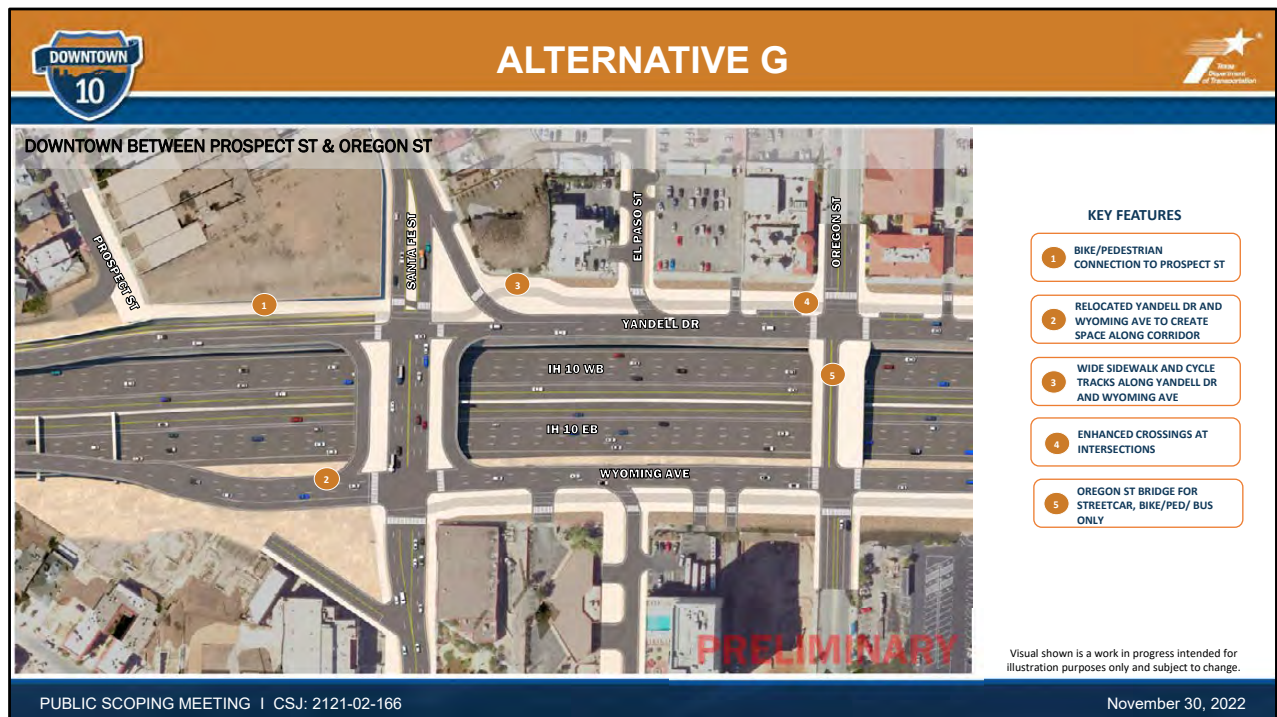 DOWNTOWN
10
ALTERNATIVE G
Texas
Department
of Transportation
DOWNTOWN BETWEEN PROSPECT ST & OREGON ST
PROSPECT ST
SANTA FE ST
EL PASO ST
OREGON ST
1
3
4
YANDELL DR
IH 10 WB
5
IH 10 EB
2
WYOMING AVE
PRELIMINARY
KEY FEATURES
1
BIKE/PEDESTRIAN
CONNECTION TO PROSPECT ST
2
RELOCATED YANDELL DR AND
WYOMING AVE TO CREATE
SPACE ALONG CORRIDOR
3
WIDE SIDEWALK AND CYCLE
TRACKS ALONG YANDELL DR
AND WYOMING AVE
4
ENHANCED CROSSINGS AT
INTERSECTIONS
5
OREGON ST BRIDGE FOR
STREETCAR, BIKE/PED/ BUS
ONLY
Visual shown is a work in progress intended for
illustration purposes only and subject to change.
PUBLIC SCOPING MEETING I CSJ: 2121-02-166
November 30, 2022